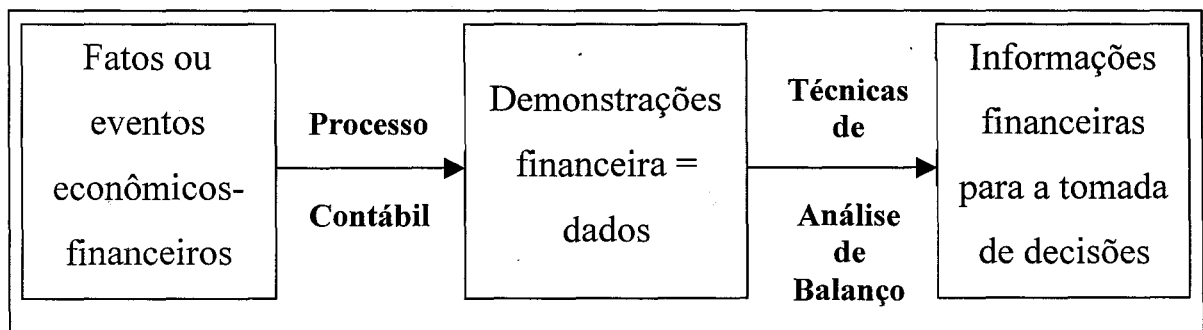 Fatos ou
eventos
econômicos-
financeiros
Processo
Contábil
Demonstrações
financeira =
dados
Técnicas
de
Análise
de
Balanço
Informações
financeiras
para a tomada
de decisões